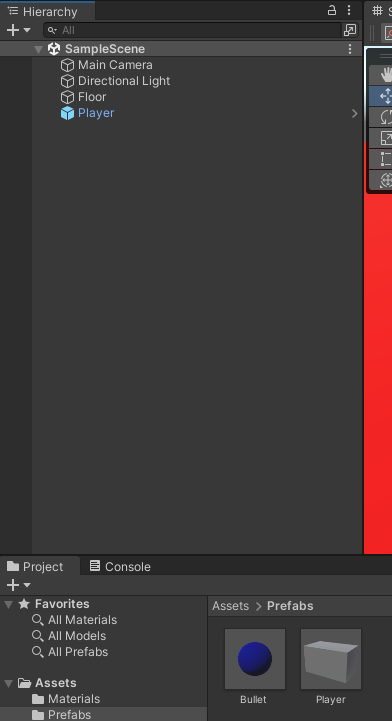 Hierarchy
All
SampleScene
Main Camera
Directional Light
Floor
Player
Project
Console
Favorites
All Materials
All Models
All Prefabs
Assets
Materials
Prefabs
Assets > Prefabs
Bullet
Player